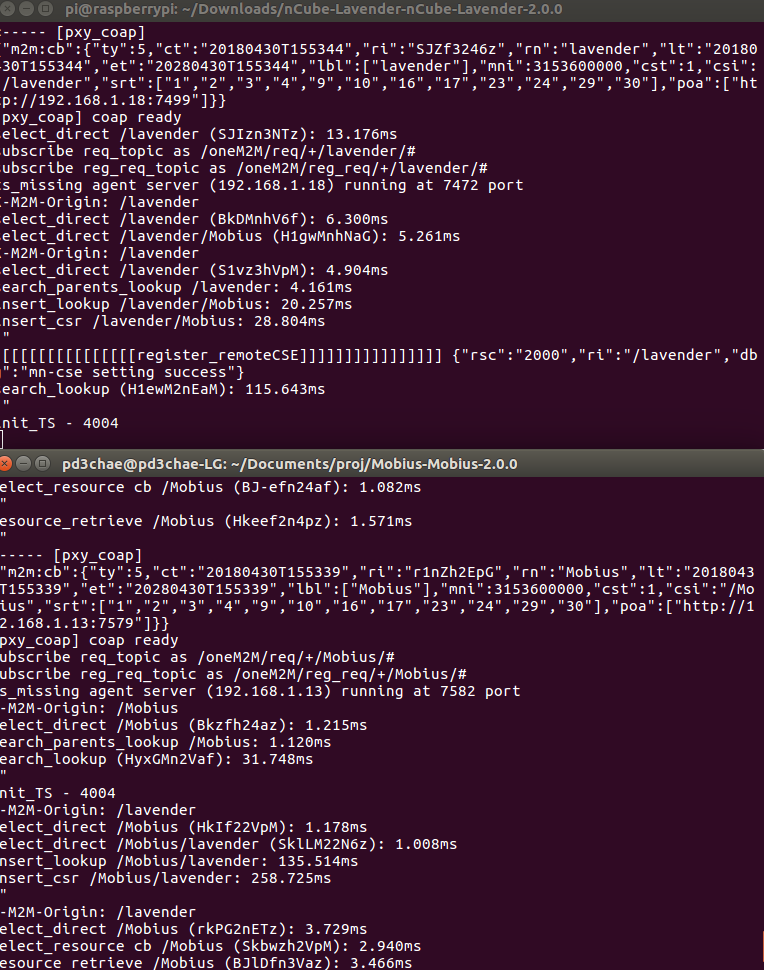 pi@raspberrypi: ~/Downloads/nCube-Lavender-nCube-Lavender-2.0.0
<----- [pxy_coap]
"m2m:cb":{"ty":5,"ct":"20180430T155344","ri":"SJZf3246z","rn":"lavender","lt":"20180
30T155344","et":"20280430T155344","lbl":["lavender"],"mni":3153600000,"cst":1,"csi":
/lavender","srt":["1","2","3","4","9","10","16","17","23","24","29","30"],"poa":["ht
tp://192.168.1.18:7499"]}}
pxy_coap] coap ready
select_direct /lavender (SJIzn3NTz): 13.176ms
subscribe req_topic as /oneM2M/req/+/lavender/#
subscribe reg_req_topic as /oneM2M/reg_req/+/lavender/#
ts_missing agent server (192.168.1.18) running at 7472 port
X-M2M-Origin: /lavender
select_direct /lavender (BkDMnhV6f): 6.300ms
select_direct /lavender/Mobius (H1gwMnhNaG): 5.261ms
X-M2M-Origin: /lavender
select_direct /lavender (S1vz3hVpM): 4.904ms
search_parents_lookup /lavender: 4.161ms
insert_lookup /lavender/Mobius: 20.257ms
insert_csr /lavender/Mobius: 28.804ms
"
[[[[[[[[[[[[[[[register_remoteCSE]]]]]]]]]]]]]]]] {"rsc":"2000","ri":"/lavender","db
":"mn-cse setting success"}
search_lookup (H1ewM2nEaM): 115.643ms
"
init_TS - 4004
pd3chae@pd3chae-LG: ~/Documents/proj/Mobius-Mobius-2.0.0
elect_resource cb /Mobius (BJ-efn24af): 1.082ms
"
esource_retrieve /Mobius (Hkeef2n4pz): 1.571ms
"
----- [pxy_coap]
"m2m:cb":{"ty":5,"ct":"20180430T155339","ri":"r1nZh2EpG","rn":"Mobius","lt":"2018043
T155339","et":"20280430T155339","lbl":["Mobius"],"mni":3153600000,"cst":1,"csi":"/Mo
ius","srt":["1","2","3","4","9","10","16","17","23","24","29","30"],"poa":["http://1
2.168.1.13:7579"]}}
pxy_coap] coap ready
ubscribe req_topic as /oneM2M/req/+/Mobius/#
ubscribe reg_req_topic as /oneM2M/reg_req/+/Mobius/#
s_missing agent server (192.168.1.13) running at 7582 port
-M2M-Origin: /Mobius
elect_direct /Mobius (Bkzfh24az): 1.215ms
earch_parents_lookup /Mobius: 1.120ms
earch_lookup (HyxGMn2Vaf): 31.748ms
"
nit_TS - 4004
-M2M-Origin: /lavender
elect_direct /Mobius (HkIf22VpM): 1.178ms
elect_direct /Mobius/lavender (SklLM22N6z): 1.008ms
nsert_lookup /Mobius/lavender: 135.514ms
nsert_csr /Mobius/lavender: 258.725ms
"
-M2M-Origin: /lavender
elect_direct /Mobius (rkPG2nETz): 3.729ms
elect_resource cb /Mobius (Skbwzh2VpM): 2.940ms
esource_retrieve /Mobius (BJlDfn3Vaz): 3.466ms